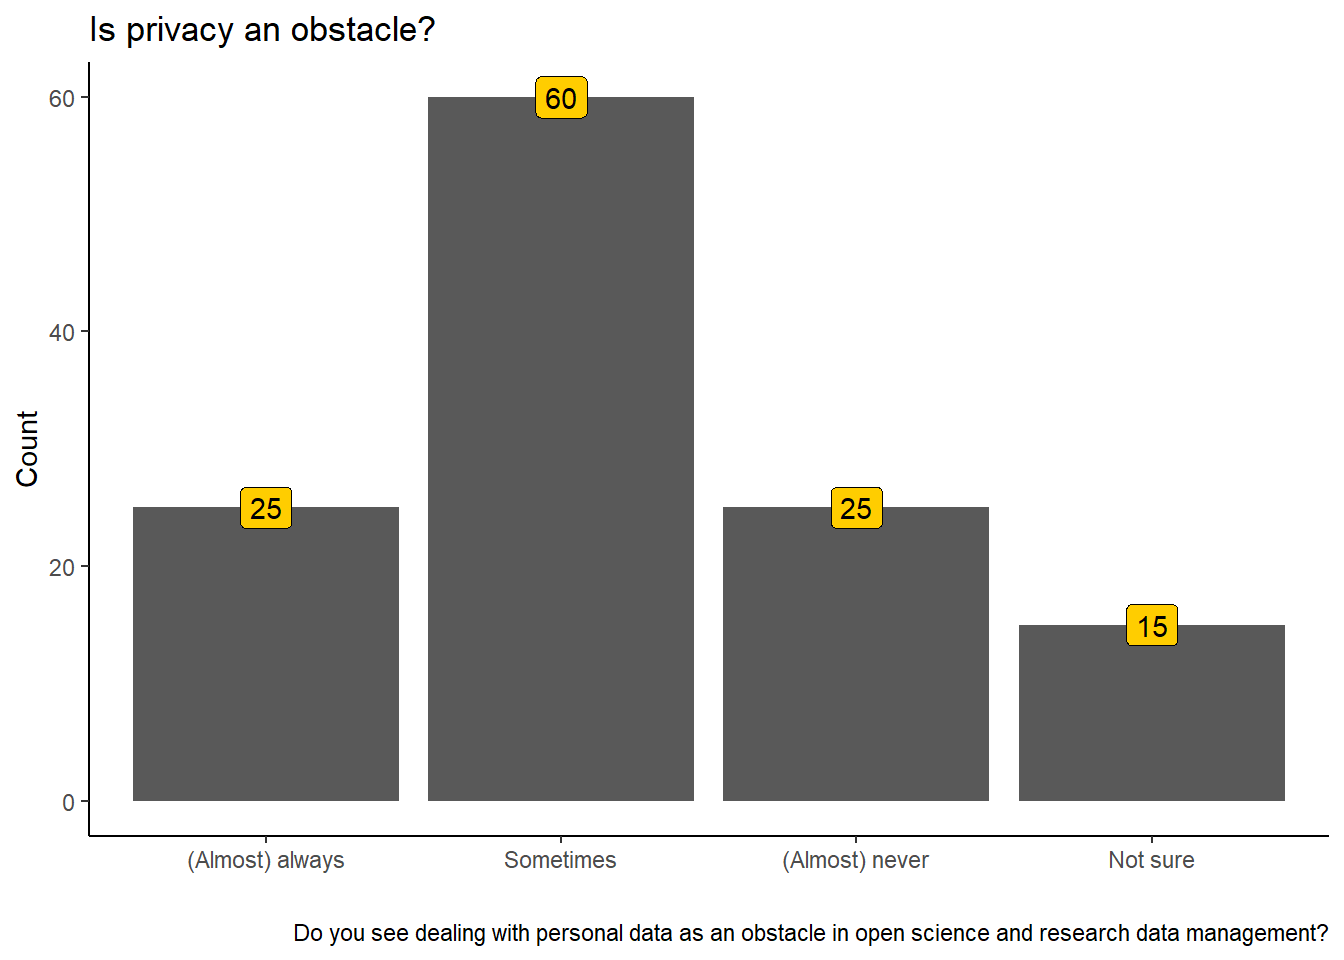 Is privacy an obstacle?
60
60
40
Count
25
25
20
15
0
(Almost) always
Sometimes
(Almost) never
Not sure
Do you see dealing with personal data as an obstacle in open science and research data management?